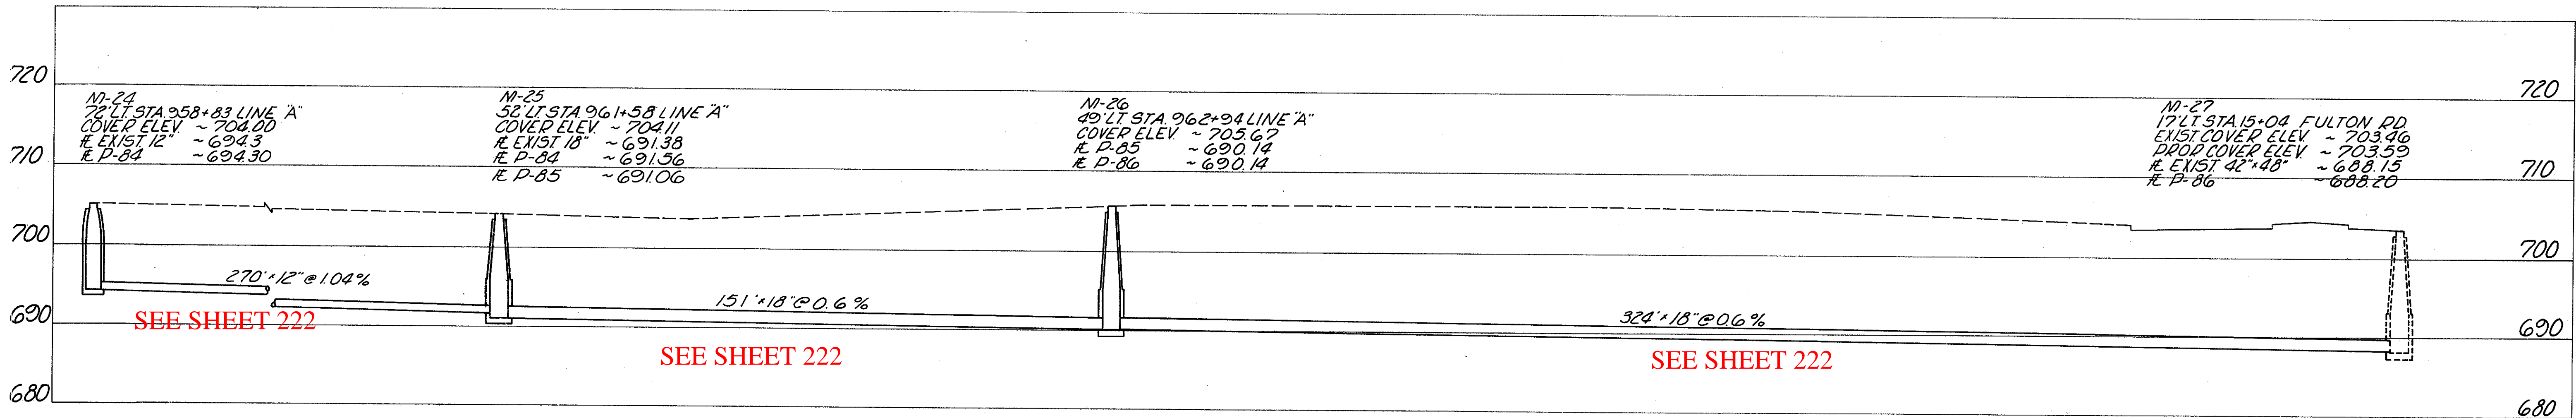 720
720
M-24
72' LT. STA. 958+83 LINE "A"
COVER ELEV. ~ 704.00
℄ EXIST. 12" ~ 694.3
℄ P-84 ~ 694.30
M-25
52' LT. STA. 961+58 LINE "A"
COVER ELEV. ~ 704.11
℄ EXIST. 18" ~ 691.38
℄ P-84 ~ 691.56
℄ P-85 ~ 691.06
M-26
49' LT. STA. 962+94 LINE "A"
COVER ELEV. ~ 705.67
℄ P-85 ~ 690.14
℄ P-86 ~ 690.14
M-27
17' LT. STA. 15+04 FULTON RD.
EXIST. COVER ELEV. ~ 703.46
PROP. COVER ELEV. ~ 703.59
℄ EXIST. 42"x48" ~ 688.15
℄ P-86 ~ 688.20
710
710
700
700
270' x 12" @ 1.04%
151' x 18" @ 0.6%
324' x 18" @ 0.6%
690
690
SEE SHEET 222
SEE SHEET 222
SEE SHEET 222
680
680